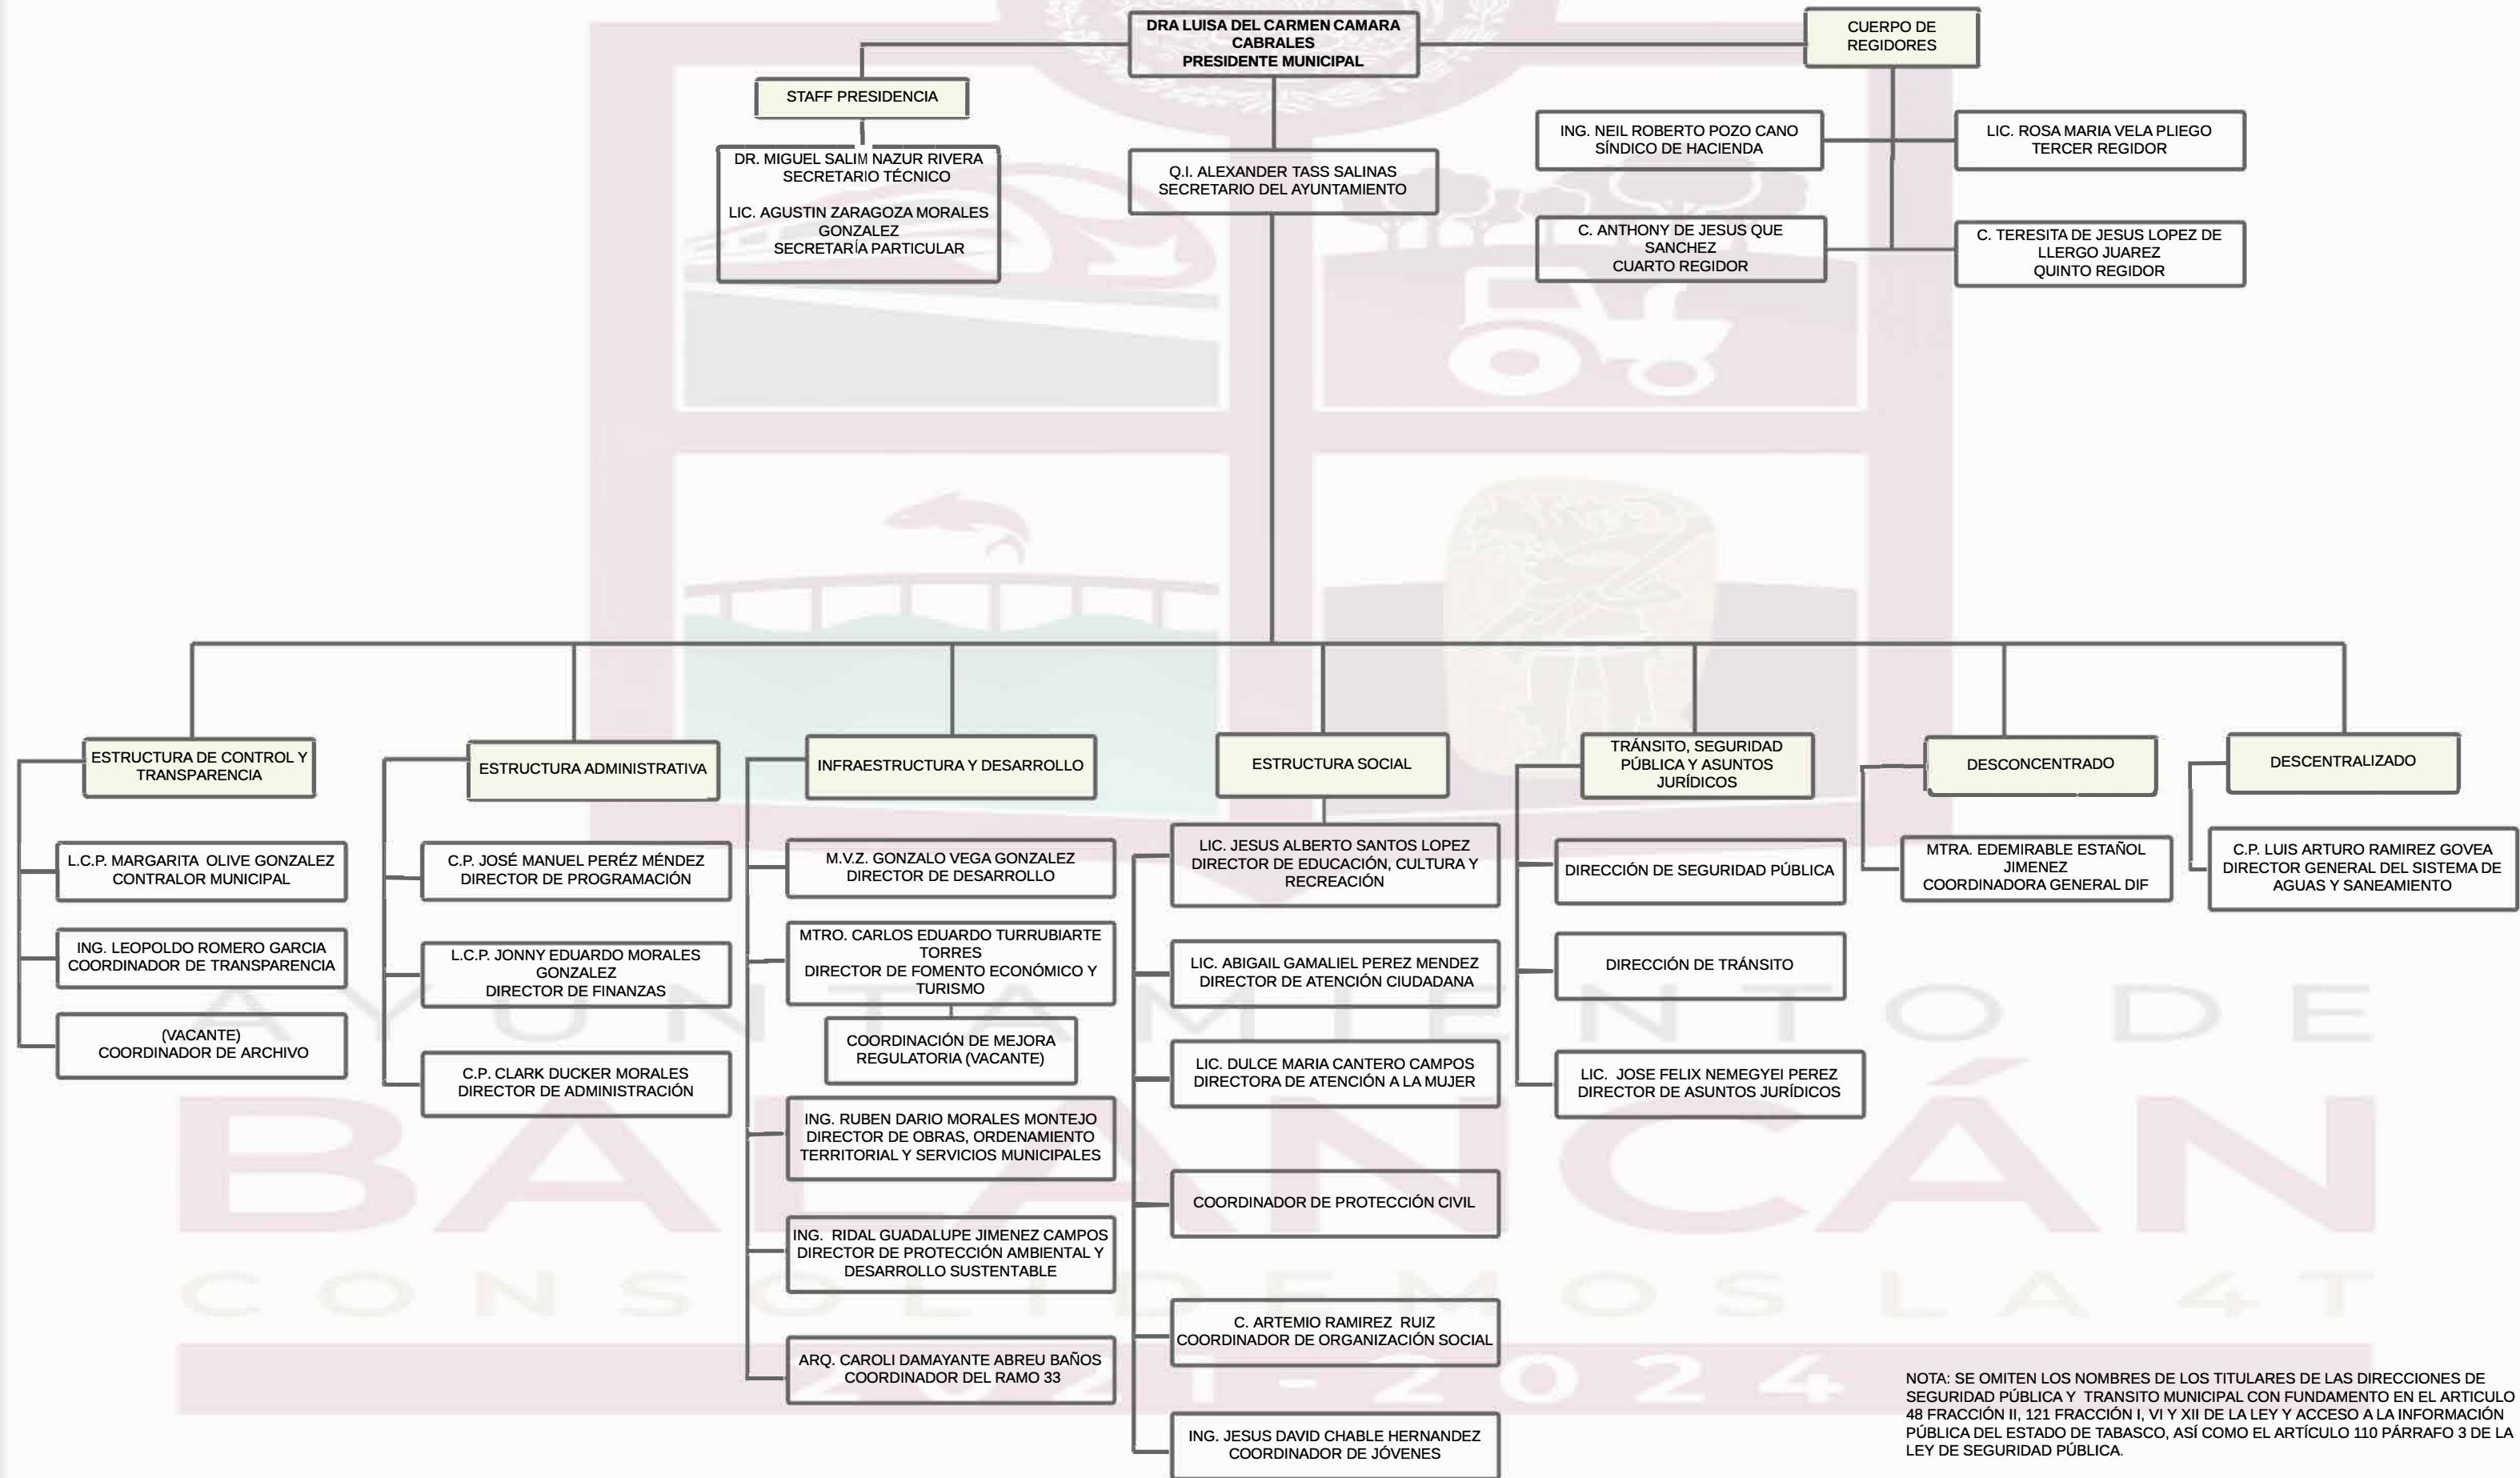 DRA LUISA DEL CARMEN CAMARA
CABRALES
PRESIDENTE MUNICIPAL
CUERPO DE
REGIDORES
STAFF PRESIDENCIA
DR. MIGUEL SALIM NAZUR RIVERA
SECRETARIO TÉCNICO
LIC. AGUSTIN ZARAGOZA MORALES
GONZALEZ
SECRETARÍA PARTICULAR
Q.I. ALEXANDER TASS SALINAS
SECRETARIO DEL AYUNTAMIENTO
ING. NEIL ROBERTO POZO CANO
SÍNDICO DE HACIENDA
LIC. ROSA MARIA VELA PLIEGO
TERCER REGIDOR
C. ANTHONY DE JESUS QUE
SANCHEZ
CUARTO REGIDOR
C. TERESITA DE JESUS LOPEZ DE
LLERGO JUAREZ
QUINTO REGIDOR
ESTRUCTURA DE CONTROL Y
TRANSPARENCIA
L.C.P. MARGARITA  OLIVE GONZALEZ
CONTRALOR MUNICIPAL
ING. LEOPOLDO ROMERO GARCIA
COORDINADOR DE TRANSPARENCIA
(VACANTE)
COORDINADOR DE ARCHIVO
ESTRUCTURA ADMINISTRATIVA
C.P. JOSÉ MANUEL PERÉZ MÉNDEZ
DIRECTOR DE PROGRAMACIÓN
L.C.P. JONNY EDUARDO MORALES
GONZALEZ
DIRECTOR DE FINANZAS
C.P. CLARK DUCKER MORALES
DIRECTOR DE ADMINISTRACIÓN
INFRAESTRUCTURA Y DESARROLLO
M.V.Z. GONZALO VEGA GONZALEZ
DIRECTOR DE DESARROLLO
MTRO. CARLOS EDUARDO TURRUBIARTE
TORRES
DIRECTOR DE FOMENTO ECONÓMICO Y
TURISMO
COORDINACIÓN DE MEJORA
REGULATORIA (VACANTE)
ING. RUBEN DARIO MORALES MONTEJO
DIRECTOR DE OBRAS, ORDENAMIENTO
TERRITORIAL Y SERVICIOS MUNICIPALES
ING.  RIDAL GUADALUPE JIMENEZ CAMPOS
DIRECTOR DE PROTECCIÓN AMBIENTAL Y
DESARROLLO SUSTENTABLE
ARQ. CAROLI DAMAYANTE ABREU BAÑOS
COORDINADOR DEL RAMO 33
ESTRUCTURA SOCIAL
LIC. JESUS ALBERTO SANTOS LOPEZ
DIRECTOR DE EDUCACIÓN, CULTURA Y
RECREACIÓN
LIC. ABIGAIL GAMALIEL PEREZ MENDEZ
DIRECTOR DE ATENCIÓN CIUDADANA
LIC. DULCE MARIA CANTERO CAMPOS
DIRECTORA DE ATENCIÓN A LA MUJER
COORDINADOR DE PROTECCIÓN CIVIL
C. ARTEMIO RAMIREZ  RUIZ
COORDINADOR DE ORGANIZACIÓN SOCIAL
ING. JESUS DAVID CHABLE HERNANDEZ
COORDINADOR DE JÓVENES
TRÁNSITO, SEGURIDAD
PÚBLICA Y ASUNTOS
JURÍDICOS
DIRECCIÓN DE SEGURIDAD PÚBLICA
DIRECCIÓN DE TRÁNSITO
LIC.  JOSE FELIX NEMEGYEI PEREZ
DIRECTOR DE ASUNTOS JURÍDICOS
DESCONCENTRADO
MTRA. EDEMIRABLE ESTAÑOL
JIMENEZ
COORDINADORA GENERAL DIF
DESCENTRALIZADO
C.P. LUIS ARTURO RAMIREZ GOVEA
DIRECTOR GENERAL DEL SISTEMA DE
AGUAS Y SANEAMIENTO
AYUNTAMIENTO DE
BALANCÁN
CONSOLIDEMOS LA 4T
2021-2024
NOTA: SE OMITEN LOS NOMBRES DE LOS TITULARES DE LAS DIRECCIONES DE
SEGURIDAD PÚBLICA Y  TRANSITO MUNICIPAL CON FUNDAMENTO EN EL ARTICULO
48 FRACCIÓN II, 121 FRACCIÓN I, VI Y XII DE LA LEY Y ACCESO A LA INFORMACIÓN
PÚBLICA DEL ESTADO DE TABASCO, ASÍ COMO EL ARTÍCULO 110 PÁRRAFO 3 DE LA
LEY DE SEGURIDAD PÚBLICA.